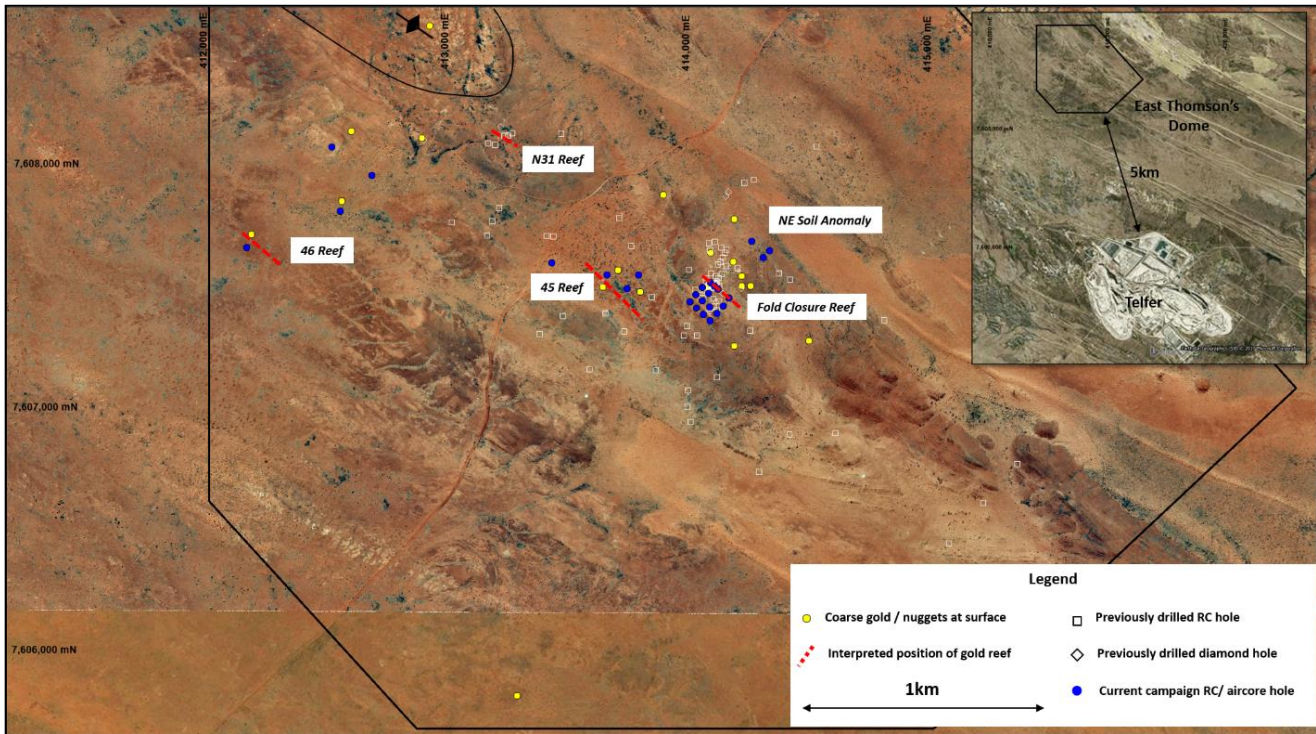 412,000 mE
413,000 mE
414,000 mE
415,000 mE
7,608,000 mN
7,607,000 mN
7,606,000 mN
N31 Reef
46 Reef
45 Reef
NE Soil Anomaly
Fold Closure Reef
East Thomson's
Dome
5km
Telfer
Legend
Coarse gold / nuggets at surface
Interpreted position of gold reef
1km
Previously drilled RC hole
Previously drilled diamond hole
Current campaign RC/ aircore hole